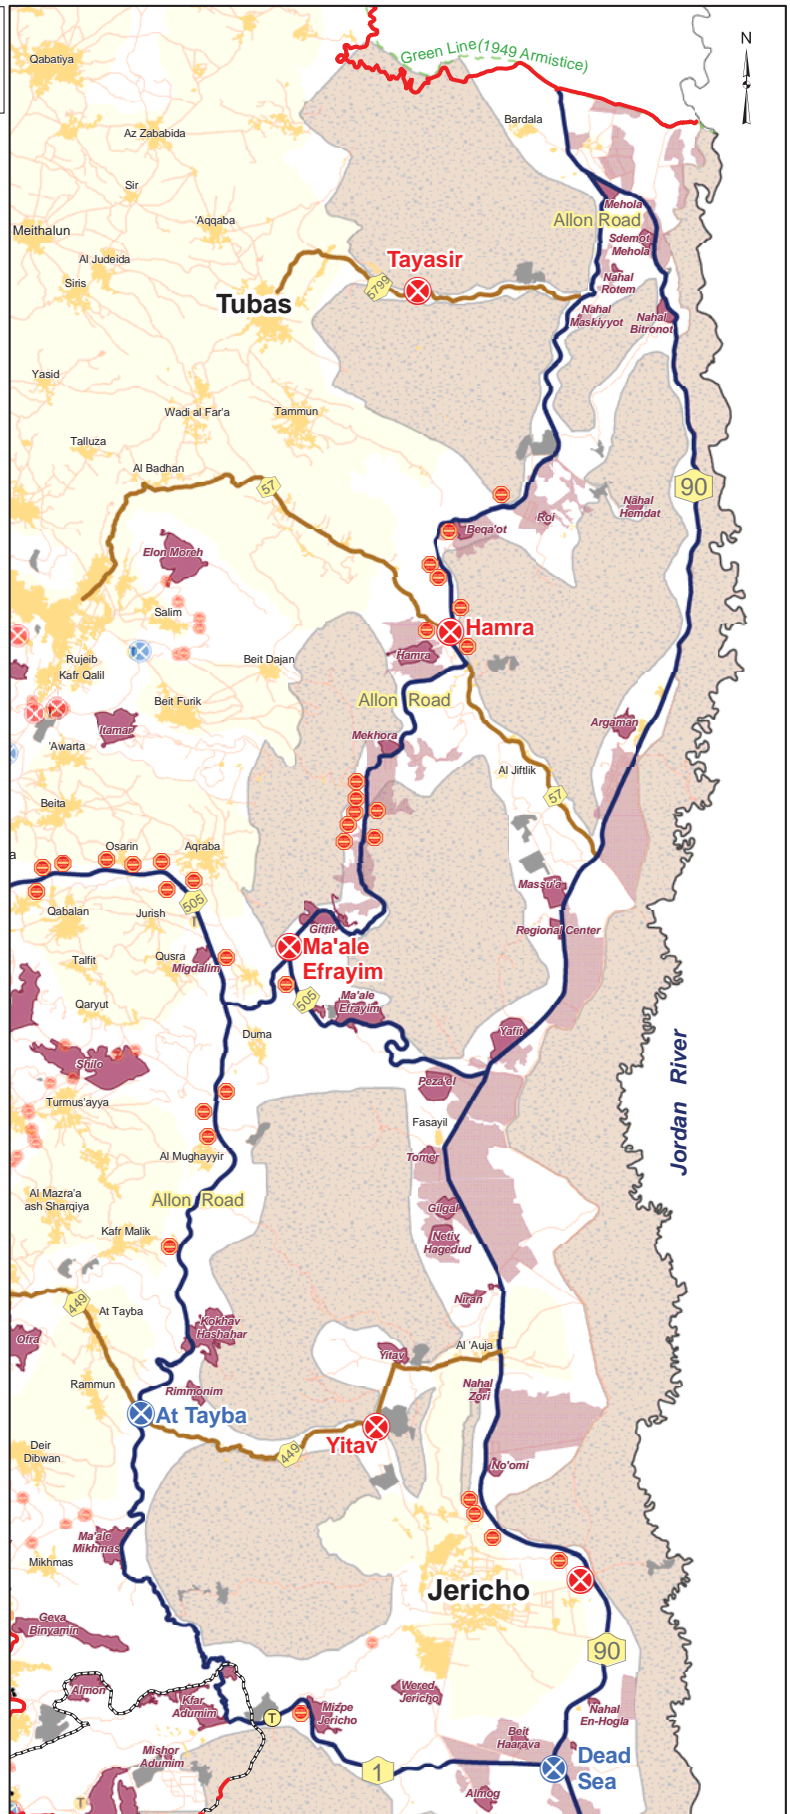 Green Line(1949 Armistice)
N
Qabatiya
Bardala
Az Zababida
Sir
Mehola
'Aqqaba
Allon Road
Meithalun
Sdemot
Mehola
Al Judeida
Tayasir
Nahal
Rotem
Siris
5799
Tubas
Nahal
Maskiyyot
Nahal
Bitronot
Yasid
Wadi al Far'a
Tammun
Talluza
Al Badhan
57
90
Nahal
Hemdat
Roi
Beqa'ot
Elon Moreh
Salim
Hamra
Hamra
Rujeib
Beit Dajan
Kafr Qalil
Allon Road
Beit Furik
Itamar
Argaman
Mekhora
'Awarta
Al Jiftlik
57
Beita
Osarin
Aqraba
a
Massu'a
505
Qabalan
Jurish
Gittit
Regional Center
Ma'ale
Efrayim
Talfit
Qusra
Migdalim
Qaryut
505
Ma'ale
Efrayim
Duma
Yafit
Shilo
Peza'el
Turmus'ayya
Fasayil
Jordan River
Al Mughayyir
Tomer
Al Mazra'a
ash Sharqiya
Allon Road
Gilgal
Kafr Malik
Netiv
Hagedud
449
At Tayba
Niran
Kokhav
Hashahar
Ofra
Yitav
Al 'Auja
Rammun
Rimmonim
Nahal
Zori
At Tayba
Yitav
449
Deir
Dibwan
No'omi
Ma'ale
Mikhmas
Mikhmas
Jericho
Geva
Binyamin
90
Almon
Kfar
Adumim
Wered
Jericho
T
Mizpe
Jericho
Nahal
En-Hogla
Beit
Haarava
Mishor
Adumim
1
Dead
Sea
Almog
T